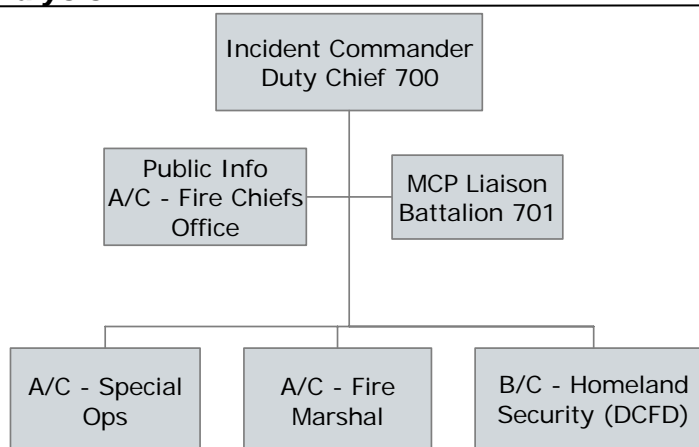 Incident Commander
Duty Chief 700
Public Info
A/C - Fire Chiefs
Office
MCP Liaison
Battalion 701
A/C - Special
Ops
A/C - Fire
Marshal
B/C - Homeland
Security (DCFD)